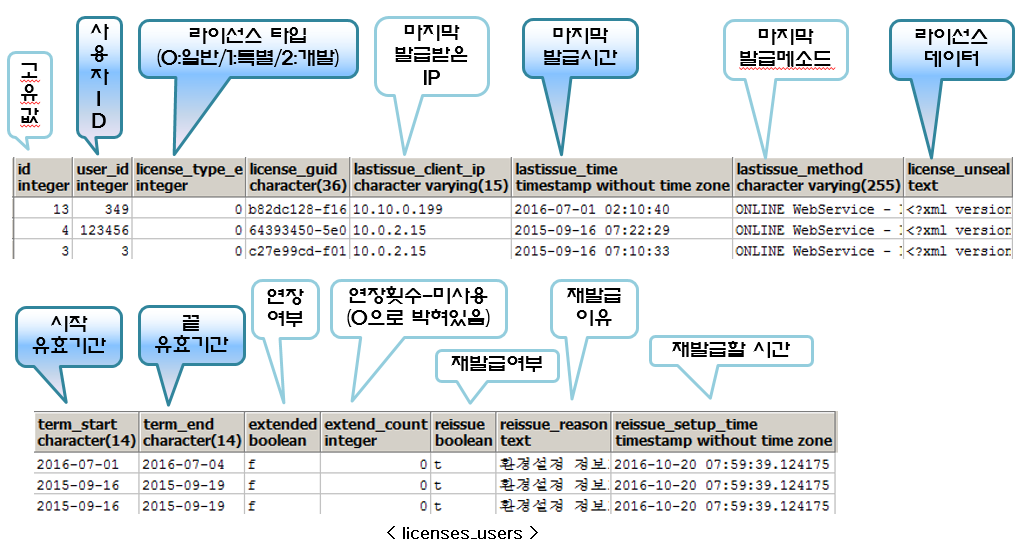 고
유
값
사
용
자
I
D
라이선스 타입
(0:일반/1:특별/2:개발)
마지막
발급받은
IP
마지막
발급시간
마지막
발급메소드
라이선스
데이터
id user_id license_type_e license_guid lastissue_client_ip lastissue_time lastissue_method license_unseal
integer integer integer character(36) character varying(15) timestamp without time zone character varying(255) text
13 349 0 b82dc128-f16 10.10.0.199 2016-07-01 02:10:40 ONLINE WebService - <?xml version
4 123456 0 64393450-5e0 10.0.2.15 2015-09-16 07:22:29 ONLINE WebService - <?xml version
3 3 0 c27e99cd-f01 10.0.2.15 2015-09-16 07:10:33 ONLINE WebService - <?xml version
시작
유효기간
끝
유효기간
연장
여부
연장횟수-미사용
(0으로 박혀있음)
재발급여부
재발급
이유
재발급할 시간
term_start term_end extended extend_count reissue reissue_reason reissue_setup_time
character(14) character(14) boolean integer boolean text timestamp without time zone
2016-07-01 2016-07-04 f 0 t 환경설정 정보 2016-10-20 07:59:39.124175
2015-09-16 2015-09-19 f 0 t 환경설정 정보 2016-10-20 07:59:39.124175
2015-09-16 2015-09-19 f 0 t 환경설정 정보 2016-10-20 07:59:39.124175
< licenses_users >